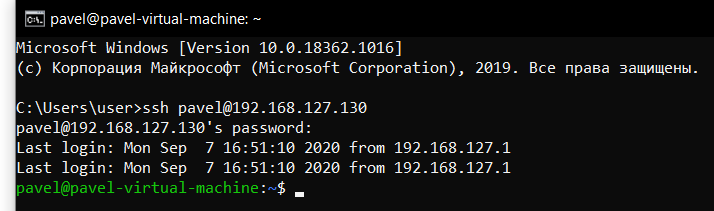 pavel@pavel-virtual-machine: ~
Microsoft Windows [Version 10.0.18362.1016]
(c) Корпорация Майкрософт (Microsoft Corporation), 2019. Все права защищены.
C:\Users\user>ssh pavel@192.168.127.130
pavel@192.168.127.130's password:
Last login: Mon Sep  7 16:51:10 2020 from 192.168.127.1
Last login: Mon Sep  7 16:51:10 2020 from 192.168.127.1
pavel@pavel-virtual-machine:~$